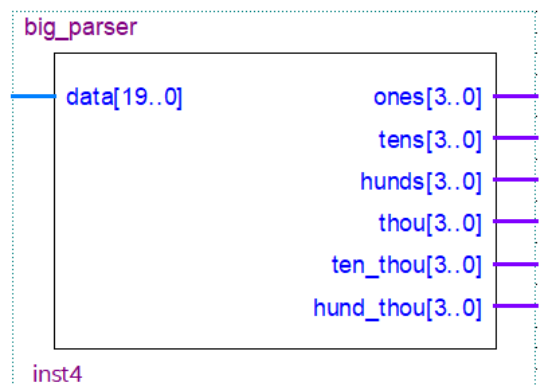 big_parser
data[19..0] ones[3..0]
tens[3..0]
hunds[3..0]
thou[3..0]
ten_thou[3..0]
hund_thou[3..0]
inst4